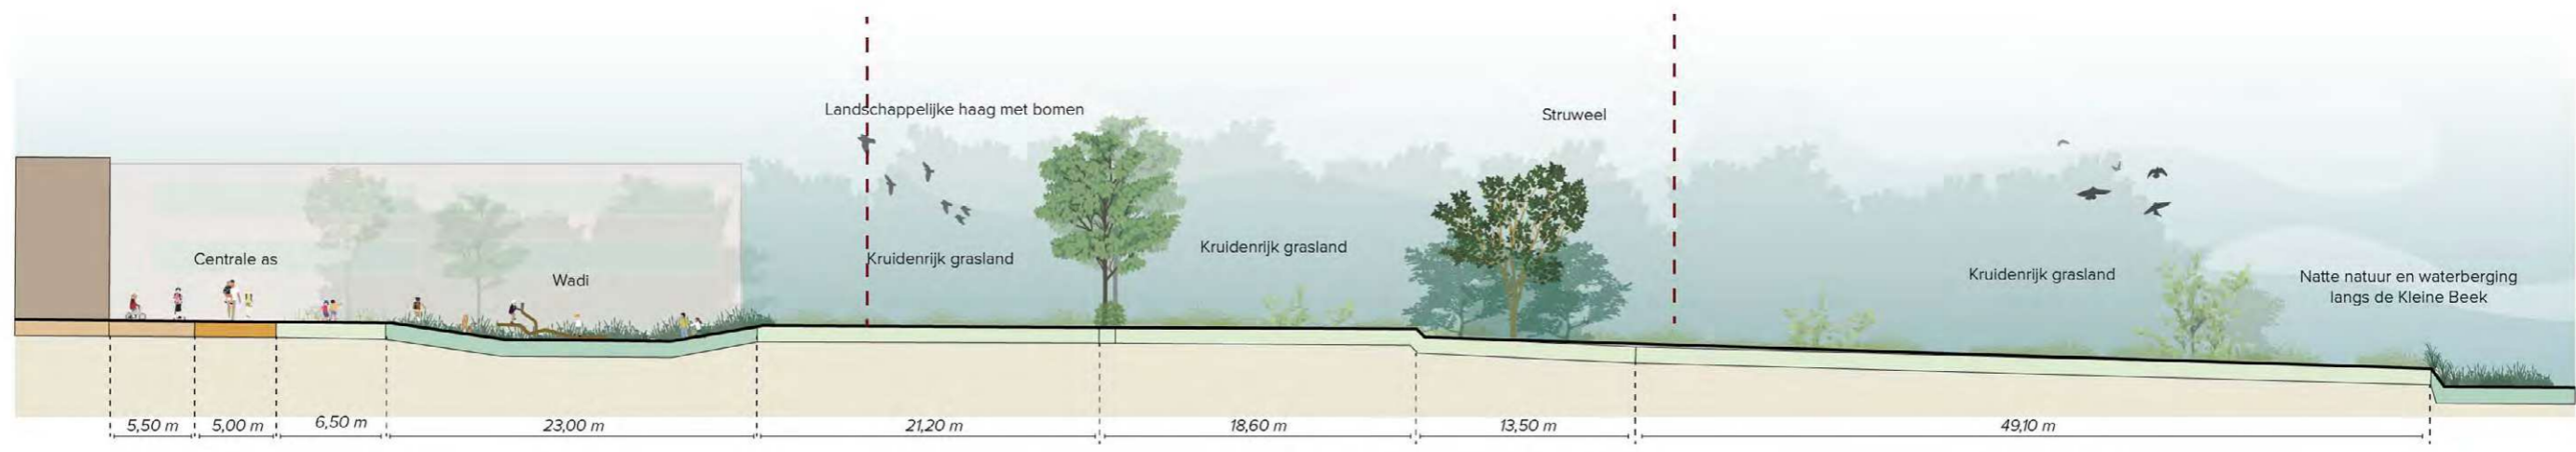 Landschappelijke haag met bomen
Struweel
Centrale as
Wadi
Kruidenrijk grasland
Kruidenrijk grasland
Kruidenrijk grasland
Natte natuur en waterberging
langs de Kleine Beek
5,50 m
5,00 m
6,50 m
23,00 m
21,20 m
18,60 m
13,50 m
49,10 m